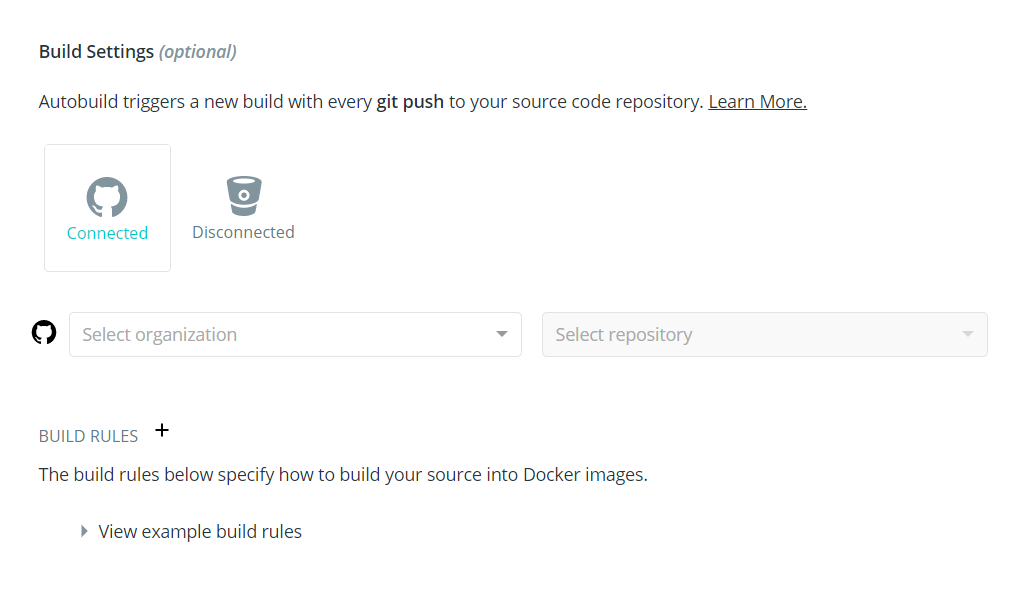 Build Settings (optional)
Autobuild triggers a new build with every git push to your source code repository. Learn More.
Connected
Disconnected
Select organization
Select repository
BUILD RULES +
The build rules below specify how to build your source into Docker images.
View example build rules